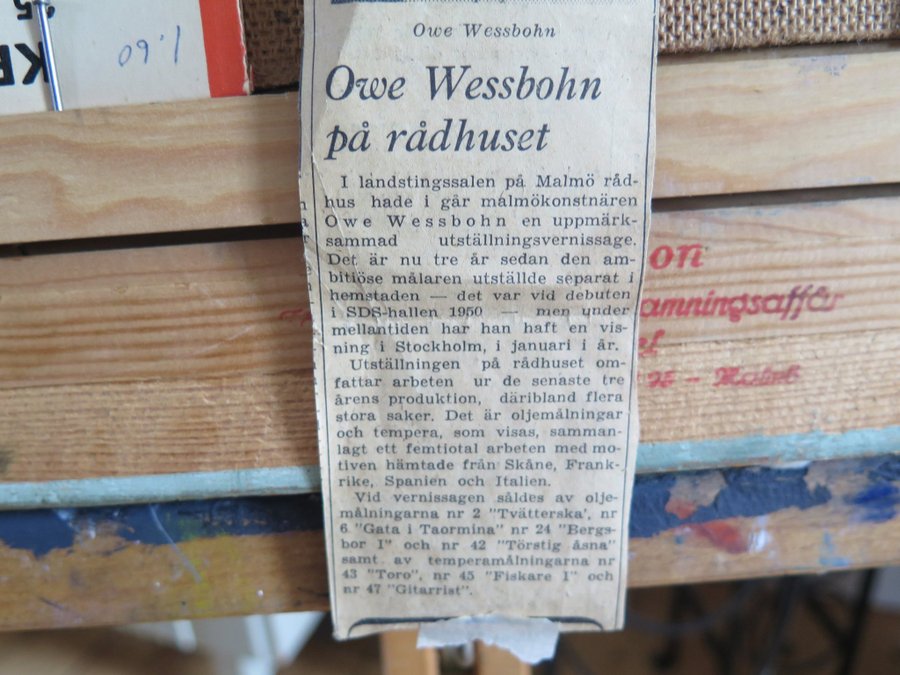 1.60
Owe Wessbohn
Owe Wessbohn
på rådhuset
I landstingssalen på Malmö råd-
hus hade i går malmökonstnären
Owe Wessbohn en uppmärk-
sammad utställningsvernissage.
Det är nu tre år sedan den am-
bitiöse målaren utställde separat i
hemstaden — det var vid debuten
i SDS-hallen 1950 — men under
mellantiden har han haft en vis-
ning i Stockholm, i januari i år.
Utställningen på rådhuset om-
fattar arbeten ur de senaste tre
årens produktion, däribland flera
stora saker. Det är oljemålningar
och tempera, som visas, samman-
lagt ett femtiotal arbeten med mo-
tiven hämtade från Skåne, Frank-
rike, Spanien och Italien.
Vid vernissagen såldes av olje-
målningarna nr 2 "Tvätterska', nr
6 "Gata i Taormina" nr 24 "Bergs-
bor I" och nr 42 "Törstig åsna"
samt av temperamålningarna nr
43 "Toro", nr 45 "Fiskare I" och
nr 47 "Gitarrist".
on
amningsaffär